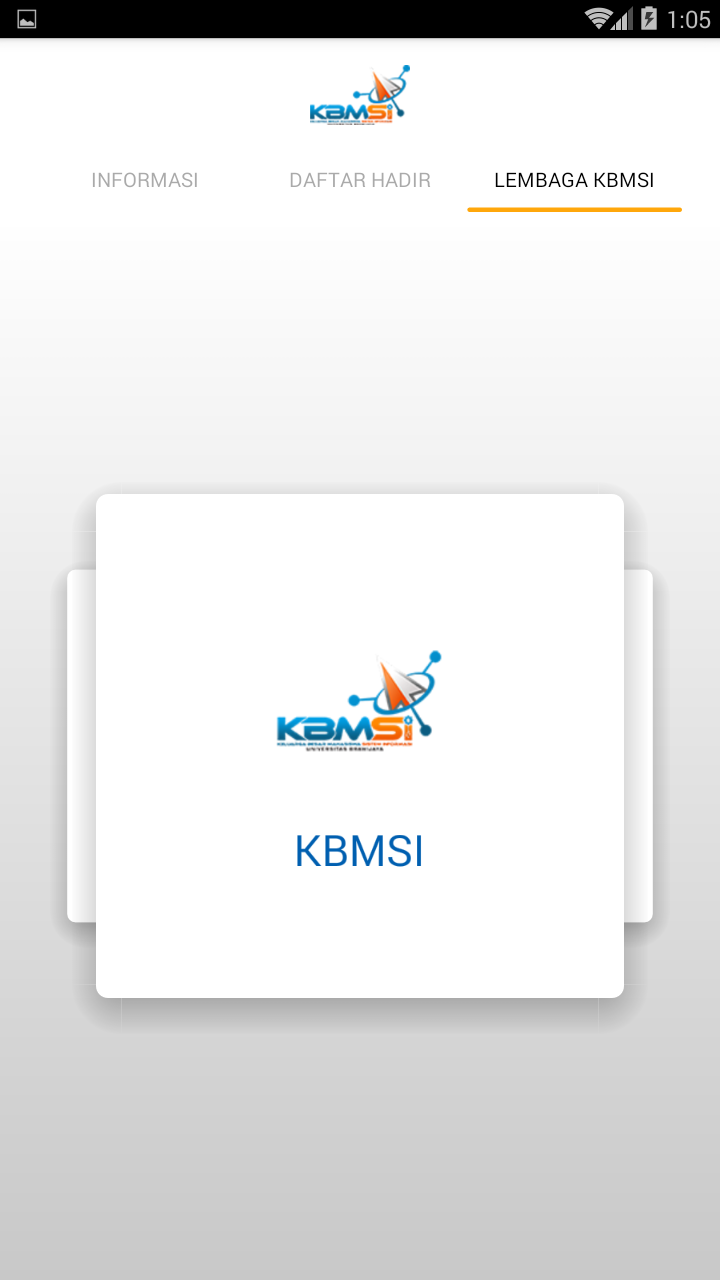 1:05
KBMSi
INFORMASI
DAFTAR HADIR
LEMBAGA KBMSI
KBMSi
KELUARGA BESAR MAHASISWA SISTEM INFORMASI
UNIVERSITAS BRAWIJAYA
KBMSI